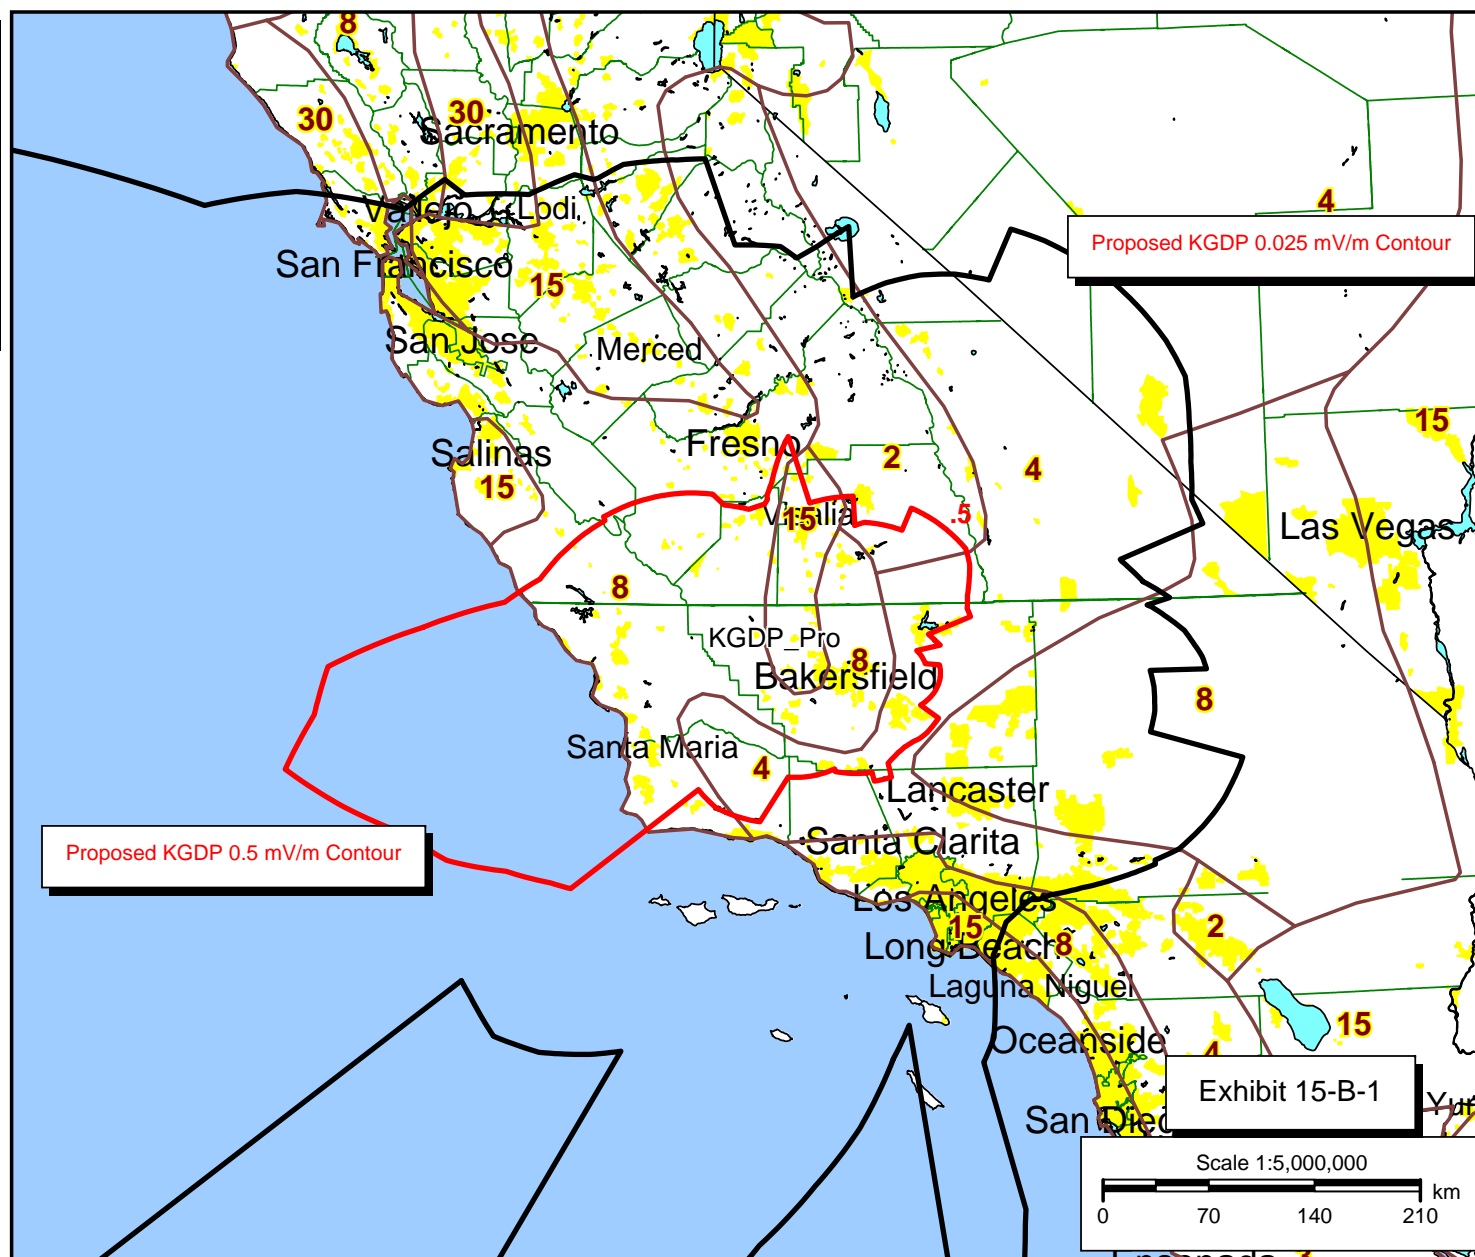 8
30
30
Sacramento
4
Vallejo
Lodi
Proposed KGDP 0.025 mV/m Contour
San Francisco
15
San Jose
Merced
15
Fresno
Salinas
2
4
15
Visalia
15
.5
Las Vegas
8
KGDP_Pro
8
Bakersfield
8
Santa Maria
4
Lancaster
Proposed KGDP 0.5 mV/m Contour
Santa Clarita
Los Angeles
15
2
Long Beach
8
Laguna Niguel
15
Oceanside
4
Exhibit 15-B-1
San Dieg
Scale 1:5,000,000
km
0 70 140 210